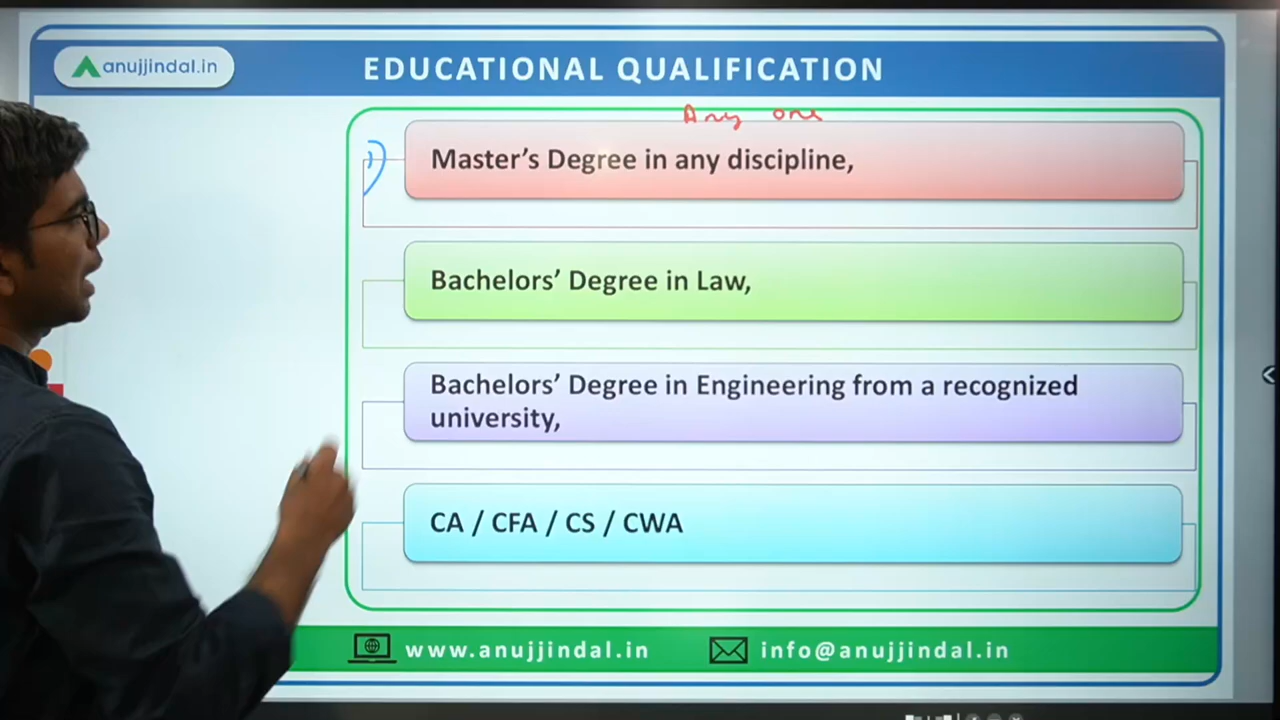 anujjindal.in
EDUCATIONAL QUALIFICATION
Any one
1)
Master's Degree in any discipline,
Bachelors' Degree in Law,
Bachelors' Degree in Engineering from a recognized
university,
CA / CFA / CS / CWA
www.anujjindal.in
info@anujjindal.in